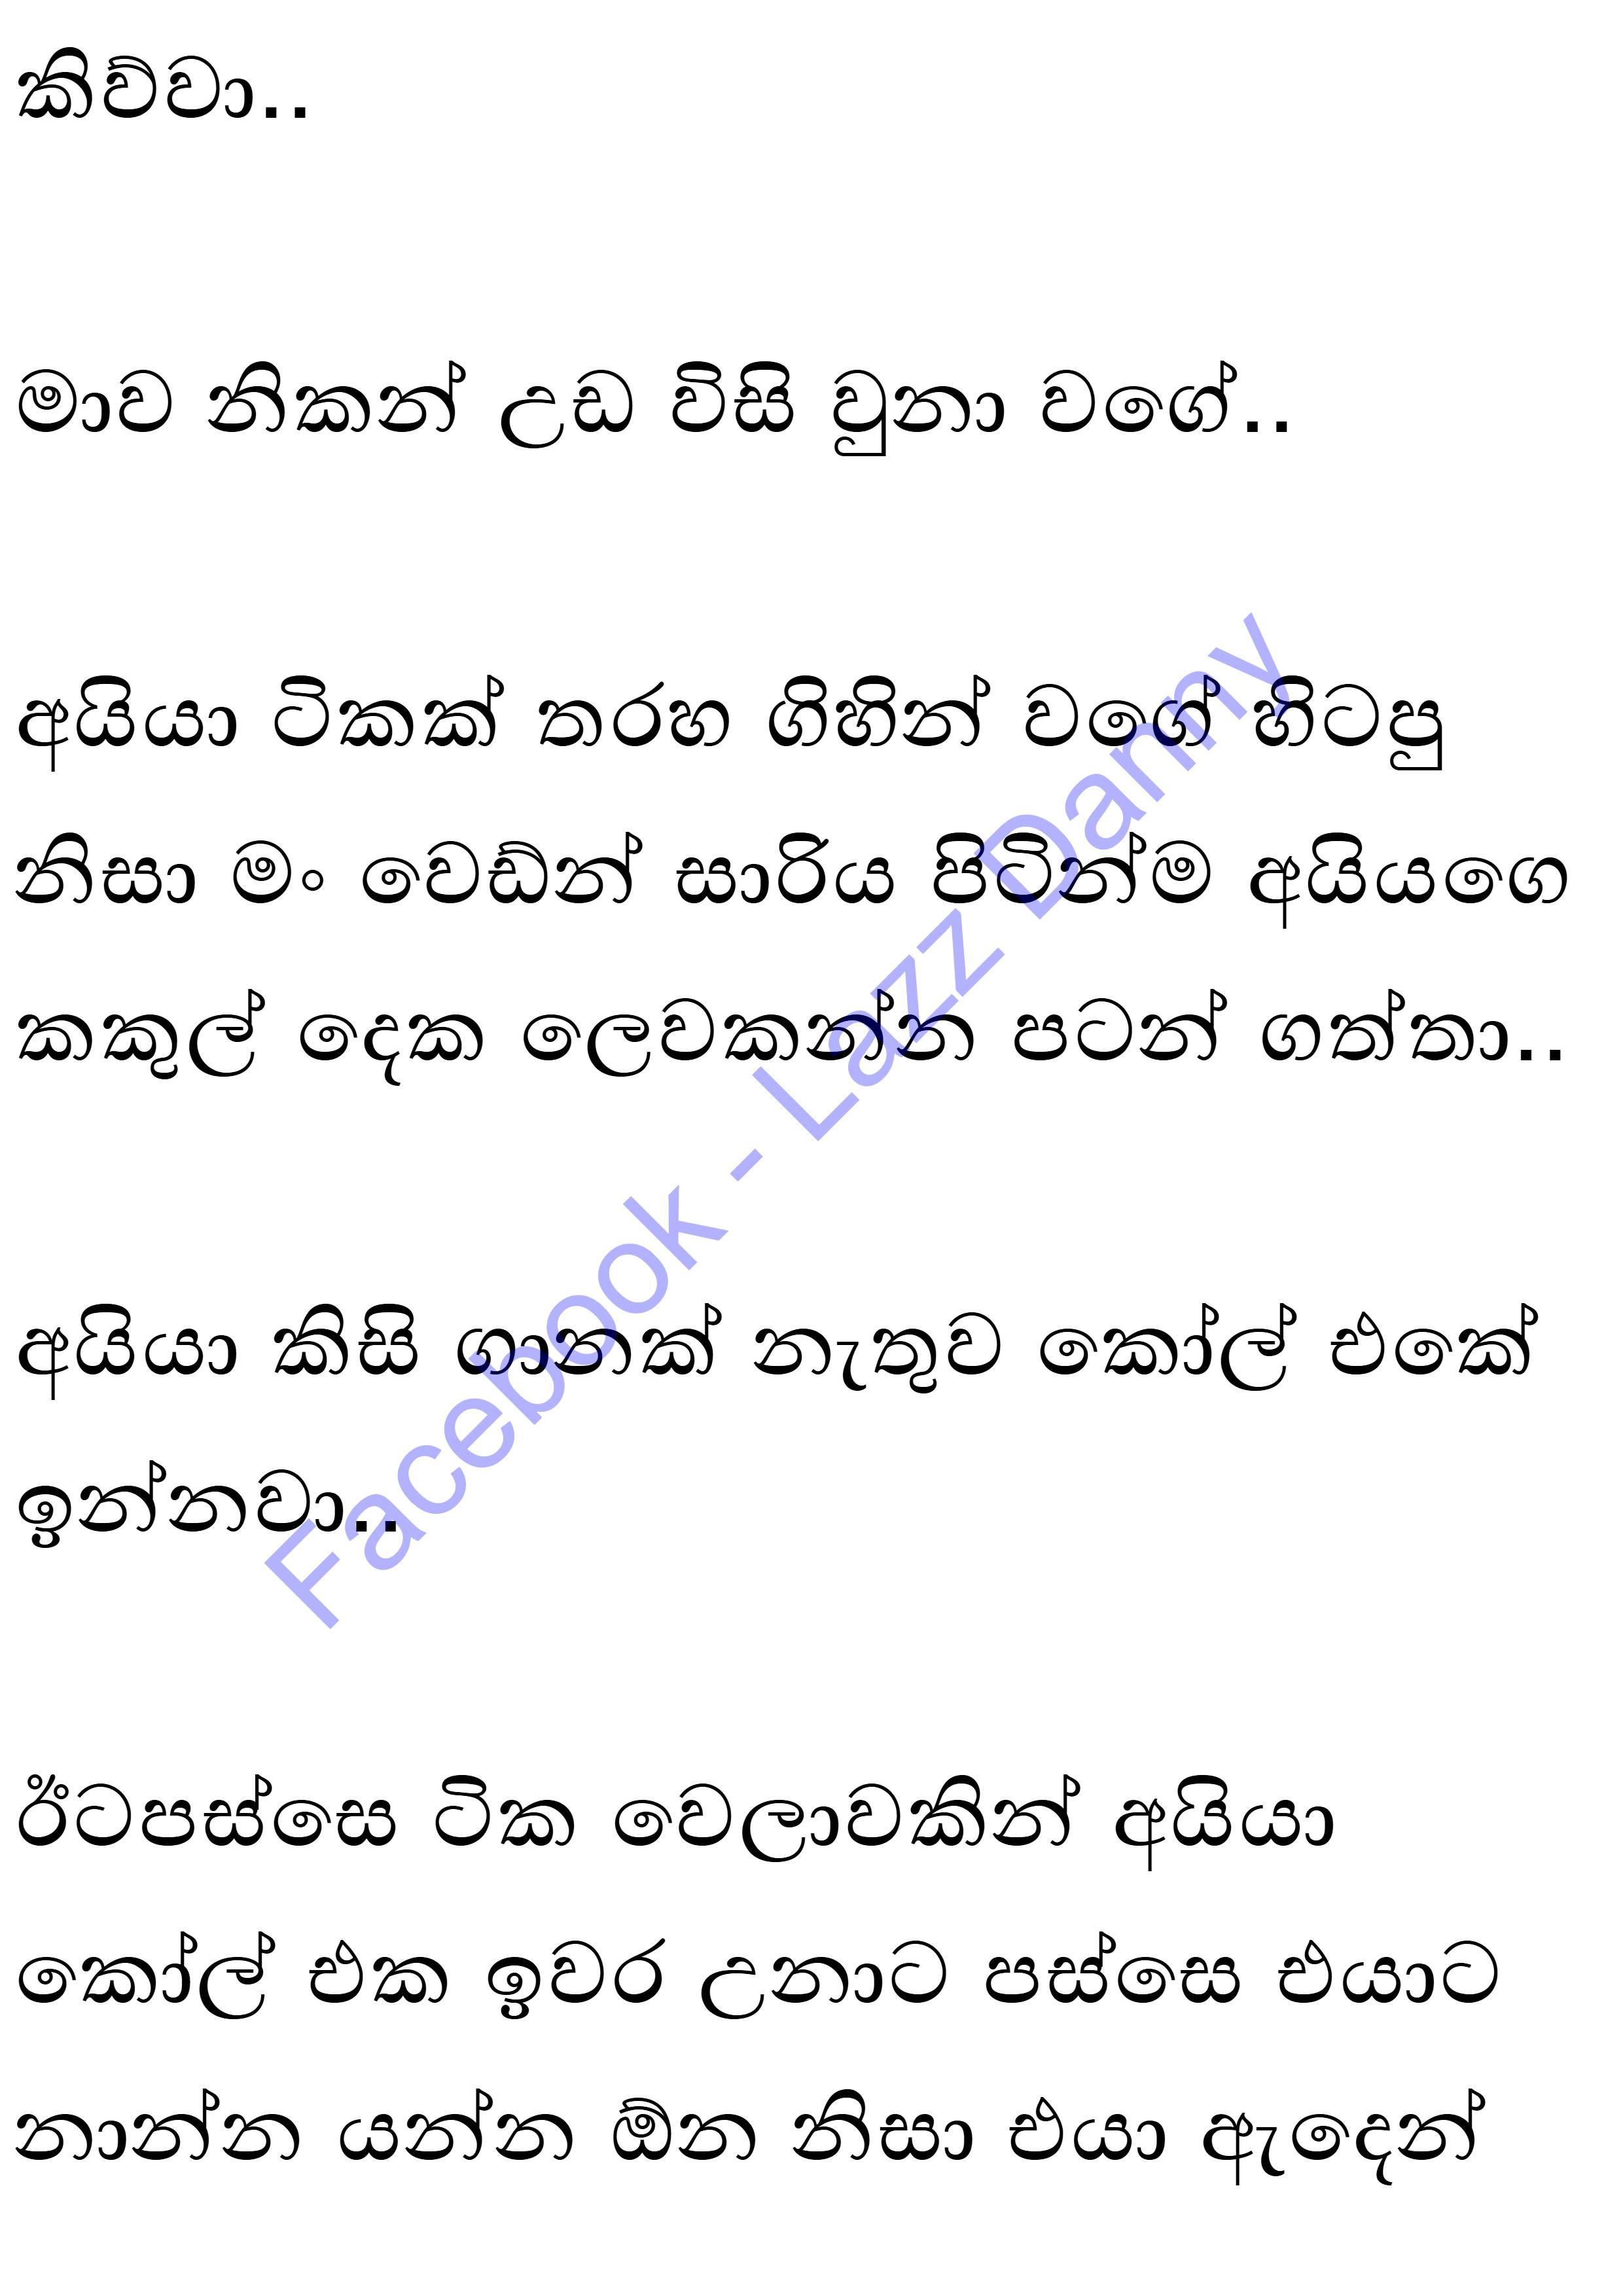 කිව්වා..
මාව නිකන් උඩ විසි වුනා වගේ..
අයියා ටිකක් තරහ ගිහින් වගේ හිටපු
නිසා මං වෙඩින් සාරිය පිටින්ම අයියගෙ
කකුල් දෙක ලෙවකන්න පටන් ගත්තා..
අයියා කිසි ගානක් නැතුව කෝල් එකේ
ඉන්නවා..
ඊටපස්සෙ ටික වෙලාවකින් අයියා
කෝල් එක ඉවර උනාට පස්සෙ එයාට
නාන්න යන්න ඕන නිසා එයා ඇඳෙන්
Facebook - Lazz Danny